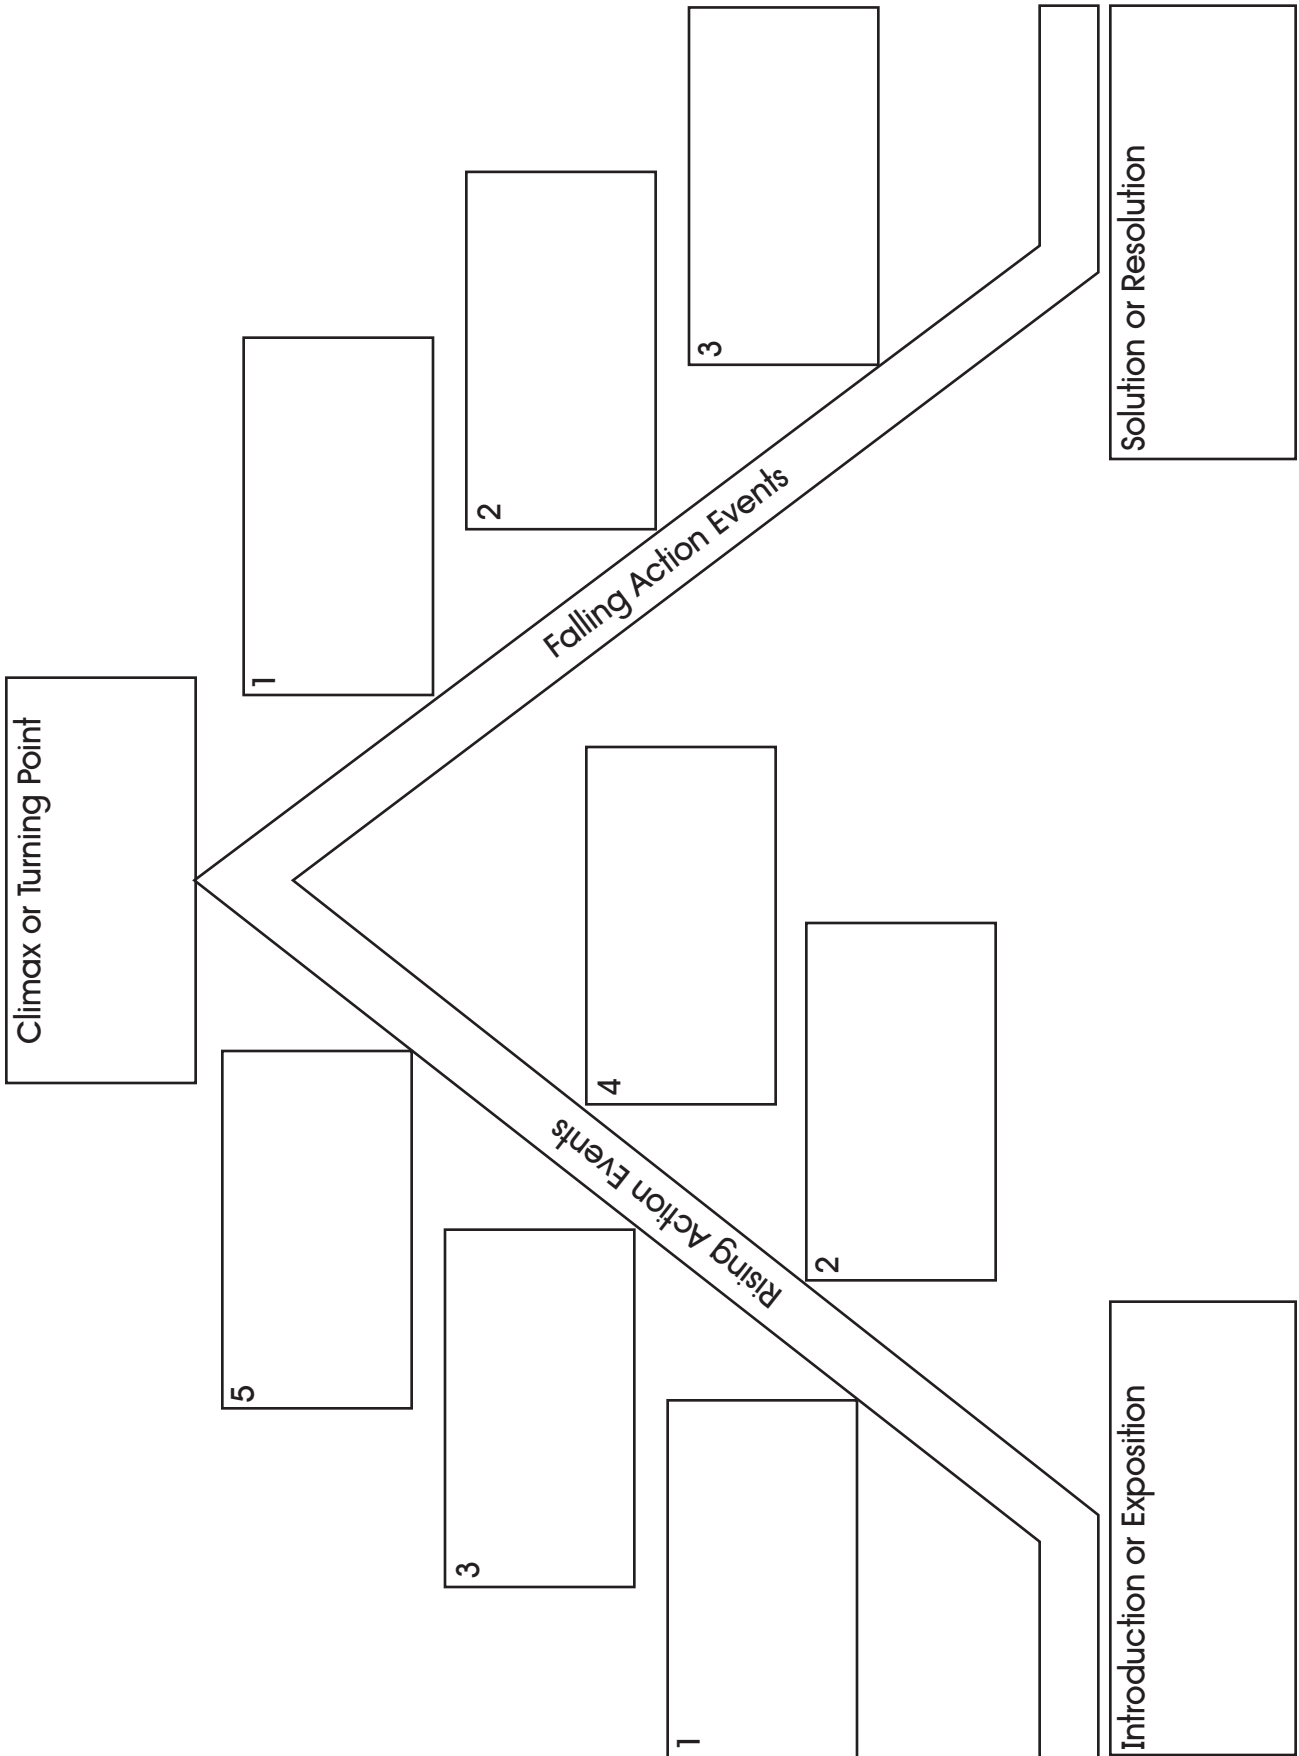 Climax or Turning Point
5
1
3
2
1
4
3
2
Rising Action Events
Falling Action Events
Introduction or Exposition
Solution or Resolution